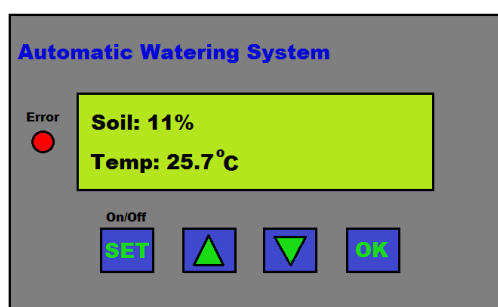 Automatic Watering System
Error
Soil: 11%
Temp: 25.7°C
On/Off
SET
OK